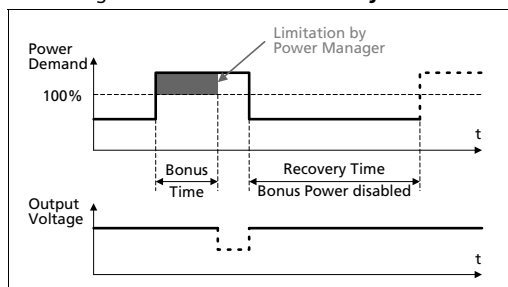 Limitation by
Power Manager
Power
Demand
100%
t
Bonus
Time
Recovery Time
Bonus Power disabled
Output
Voltage
t